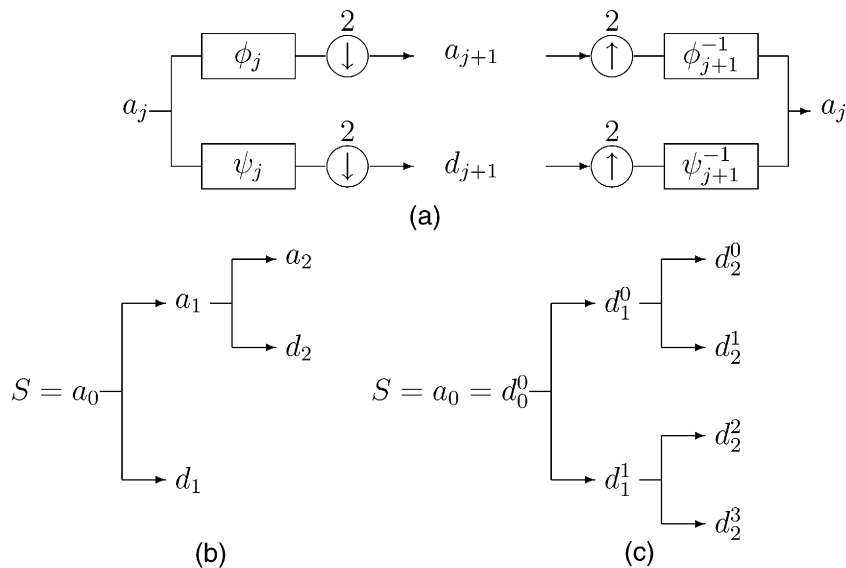 2 2
ϕ_j ↓ a_{j+1} ↑ ϕ_{j+1}^{-1}
a_j a_j
2 2
ψ_j ↓ d_{j+1} ↑ ψ_{j+1}^{-1}
(a)
a_2 d_2^0
a_1 d_1^0
d_2 d_2^1
S = a_0 S = a_0 = d_0^0
d_2^2
d_1 d_1^1
d_2^3
(b) (c)